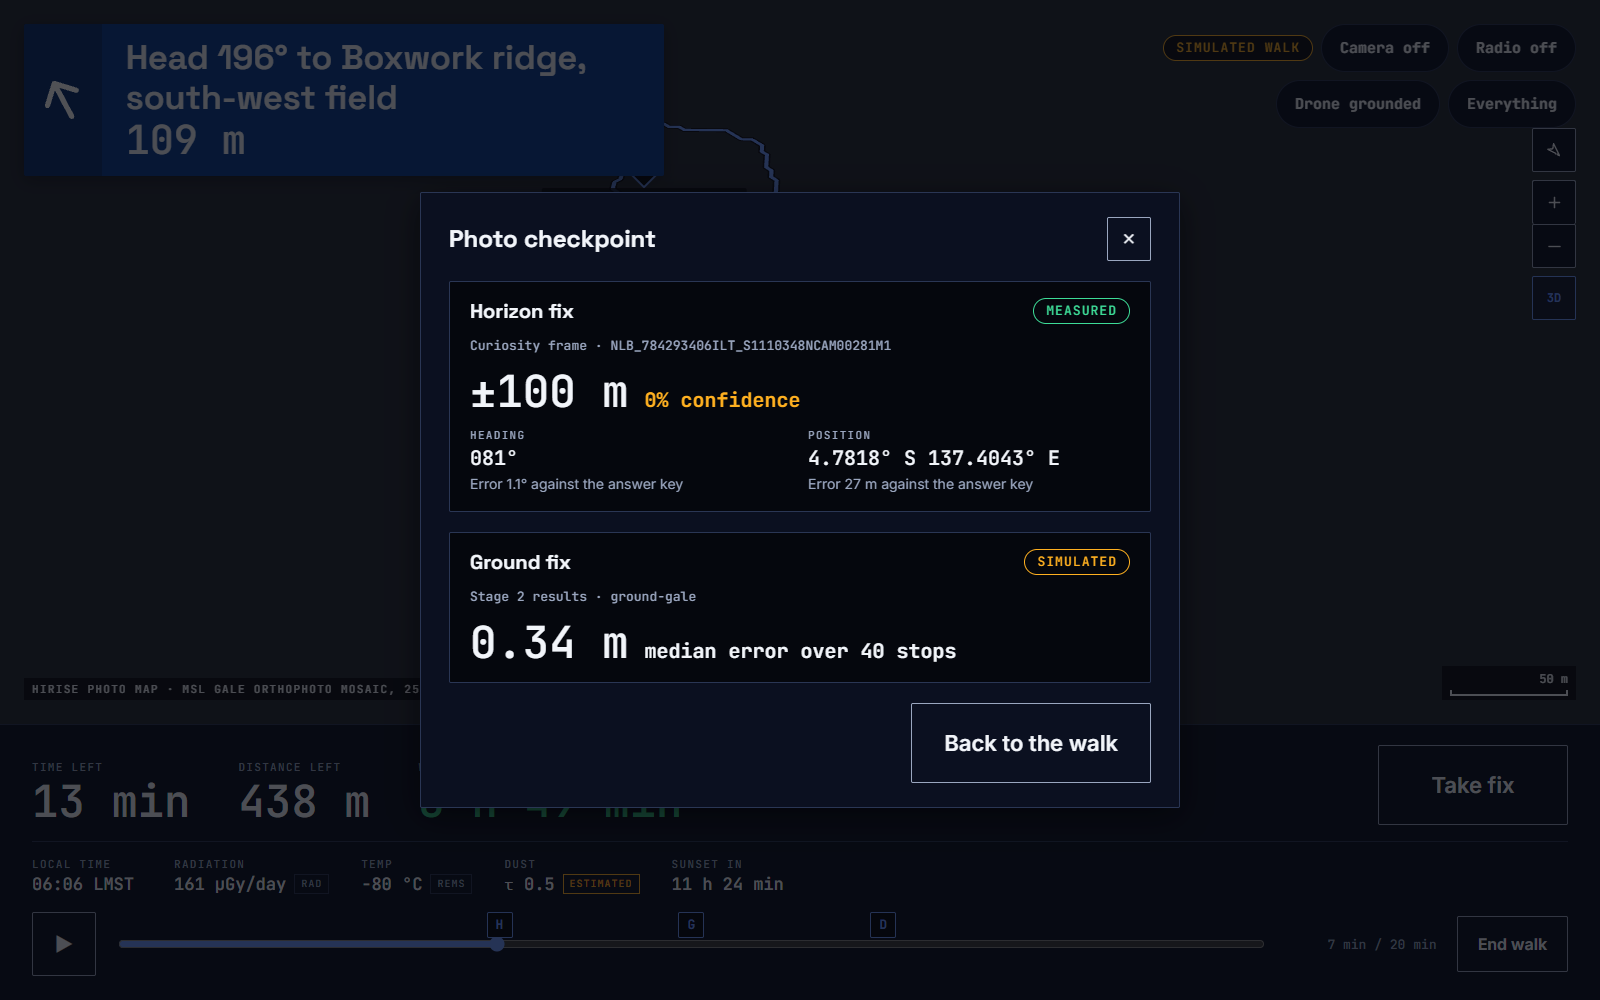 Head 196° to Boxwork ridge,
south-west field
109 m
SIMULATED WALK
Camera off
Radio off
Drone grounded
Everything
+
−
3D
Photo checkpoint
×
Horizon fix
MEASURED
Curiosity frame · NLB_784293406ILT_S1110348NCAM00281M1
±100 m 0% confidence
HEADING
081°
Error 1.1° against the answer key
POSITION
4.7818° S 137.4043° E
Error 27 m against the answer key
Ground fix
SIMULATED
Stage 2 results · ground-gale
0.34 m median error over 40 stops
Back to the walk
HIRISE PHOTO MAP · MSL GALE ORTHOPHOTO MOSAIC, 25
50 m
TIME LEFT
13 min
DISTANCE LEFT
438 m
Take fix
LOCAL TIME
06:06 LMST
RADIATION
161 µGy/day RAD
TEMP
-80 °C REMS
DUST
τ 0.5 ESTIMATED
SUNSET IN
11 h 24 min
H
G
D
7 min / 20 min
End walk